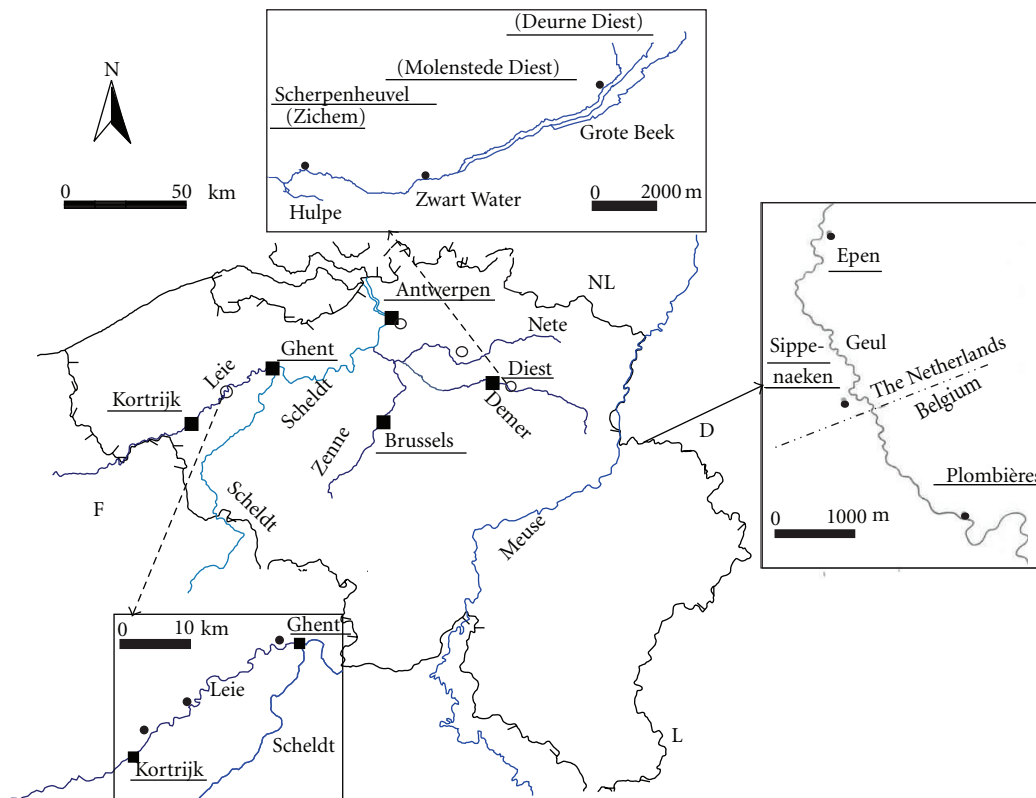 (Deurne Diest)
(Molenstede Diest)
Scherpenheuvel
(Zichem)
Grote Beek
Zwart Water
Hulpe
0 2000 m
N
0 50 km
NL
Antwerpen
Nete
Ghent
Leie
Scheldt
Diest
Demer
Kortrijk
Brussels
Zenne
D
F
Scheldt
Meuse
L
Epen
Geul
Sippe-
naeken
The Netherlands
Belgium
Plombières
0 1000 m
0 10 km
Ghent
Leie
Scheldt
Kortrijk